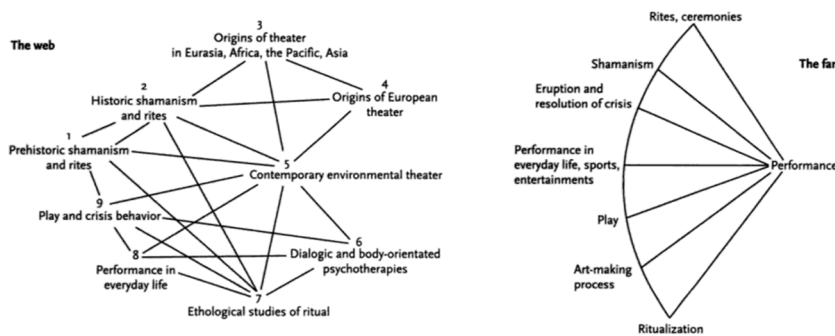 The web
3
Origins of theater
in Eurasia, Africa, the Pacific, Asia
2
Historic shamanism
and rites
4
Origins of European
theater
1
Prehistoric shamanism
and rites
5
Contemporary environmental theater
9
Play and crisis behavior
6
Dialogic and body-orientated
psychotherapies
8
Performance in
everyday life
7
Ethological studies of ritual
The fan
Rites, ceremonies
Shamanism
Eruption and
resolution of crisis
Performance in
everyday life, sports,
entertainments
Performance
Play
Art-making
process
Ritualization